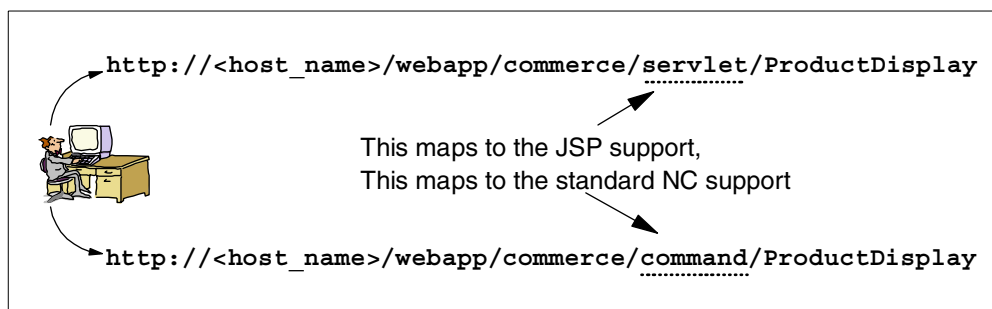 http://<host_name>/webapp/commerce/servlet/ProductDisplay
This maps to the JSP support,
This maps to the standard NC support
http://<host_name>/webapp/commerce/command/ProductDisplay